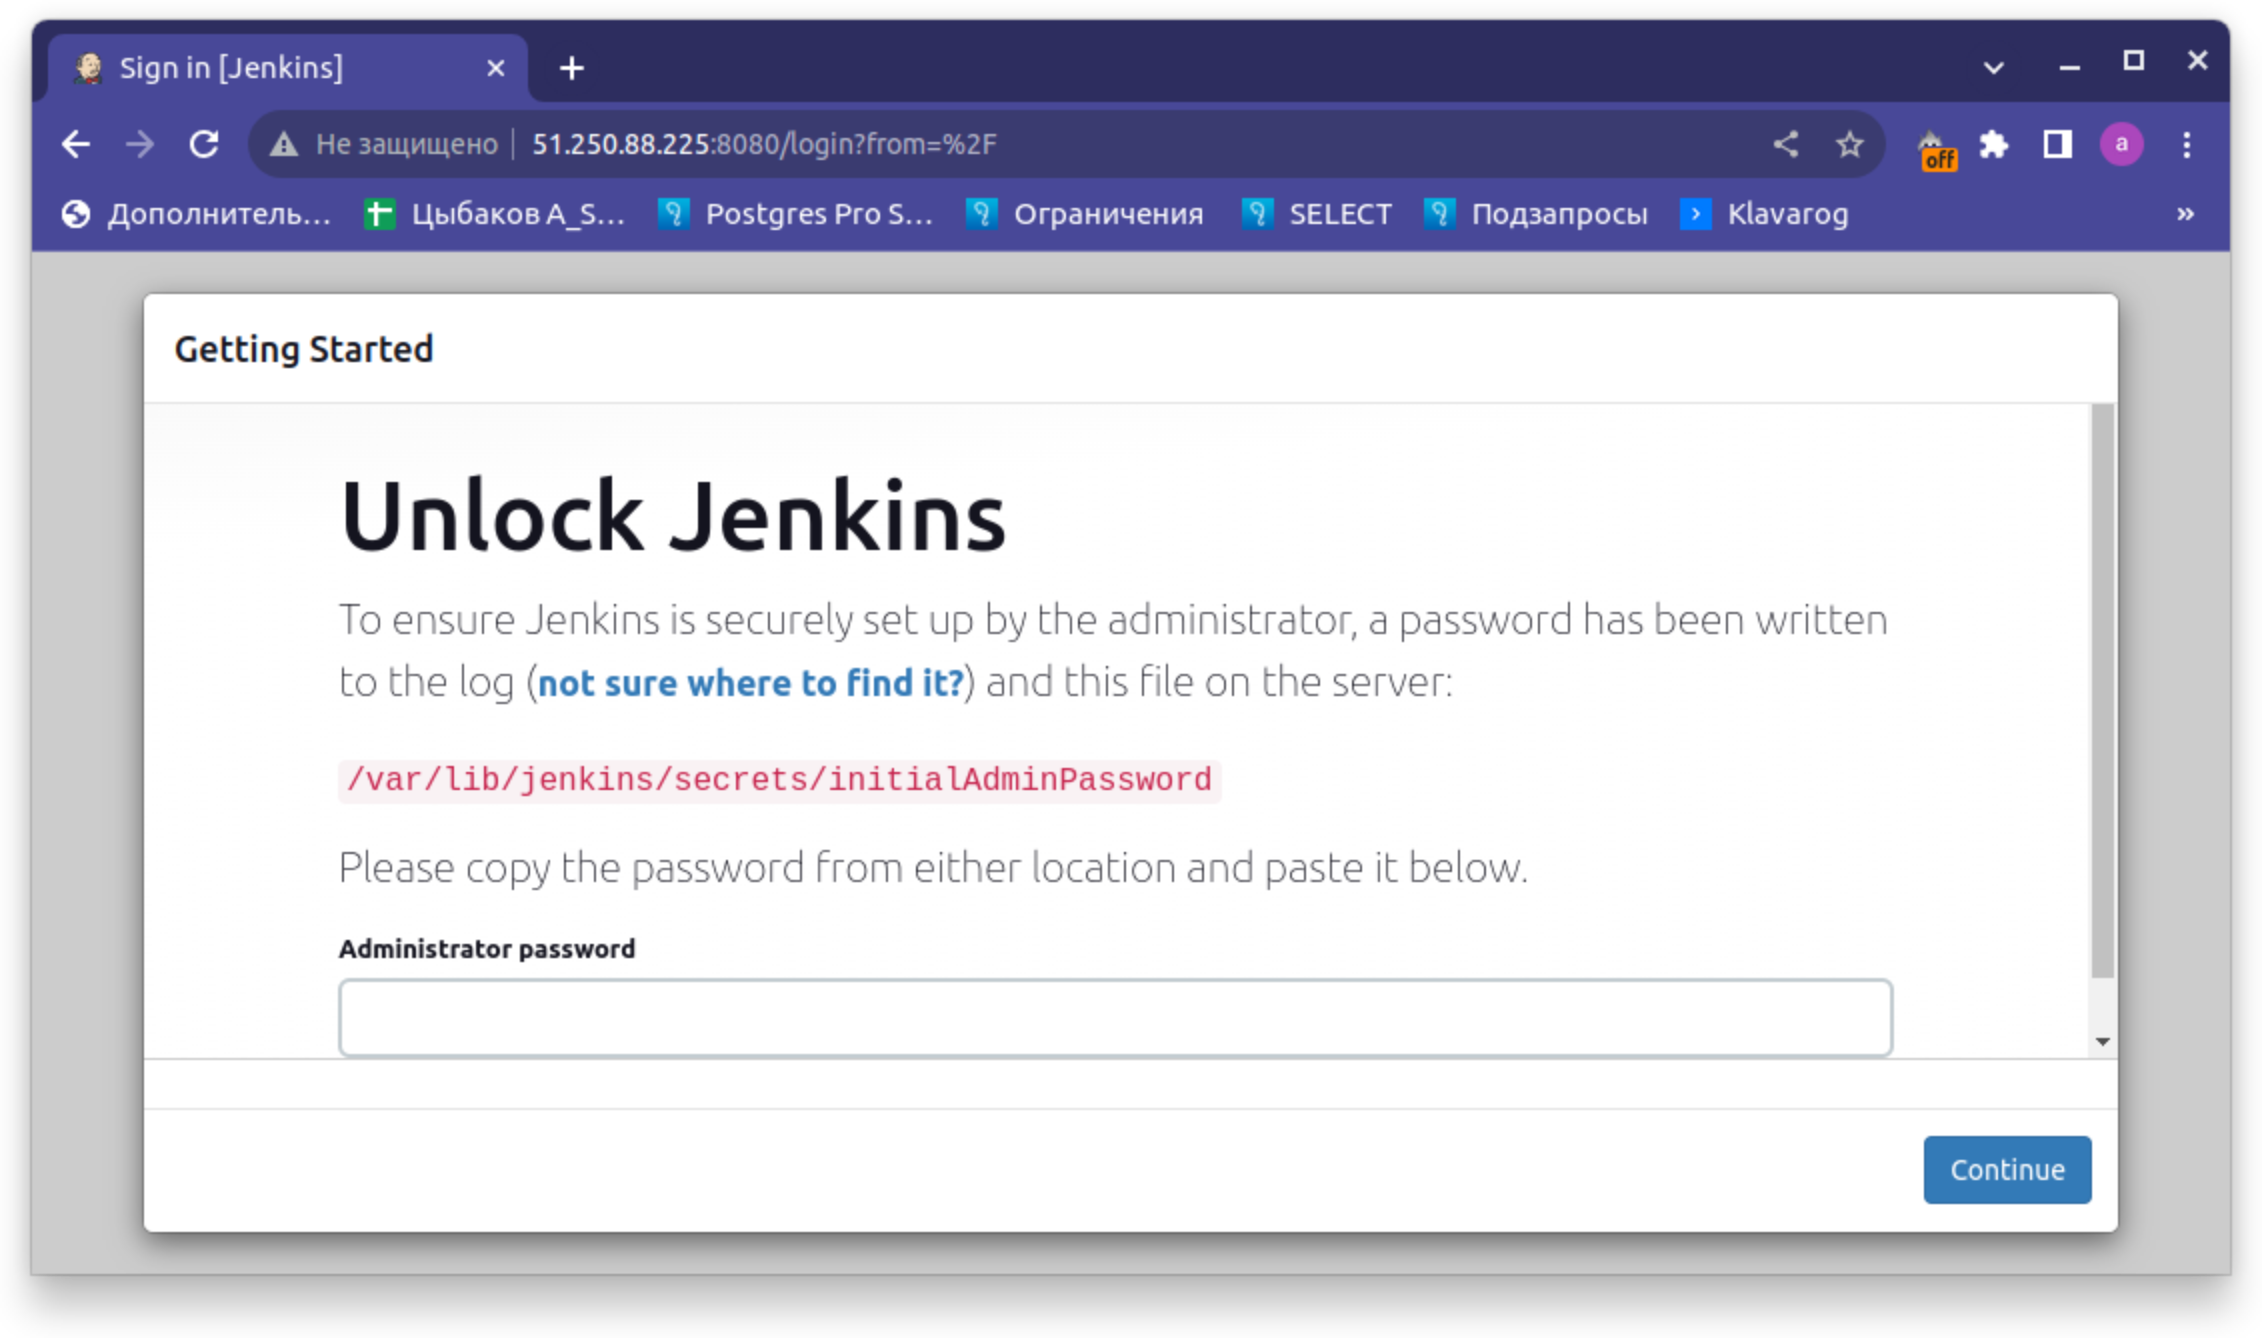 Sign in [Jenkins]
Не защищено 51.250.88.225:8080/login?from=%2F
off
a
Дополнитель... Цыбаков А_S... Postgres Pro S... Ограничения SELECT Подзапросы Klavarog »
Getting Started
Unlock Jenkins
To ensure Jenkins is securely set up by the administrator, a password has been written
to the log (not sure where to find it?) and this file on the server:
/var/lib/jenkins/secrets/initialAdminPassword
Please copy the password from either location and paste it below.
Administrator password
Continue